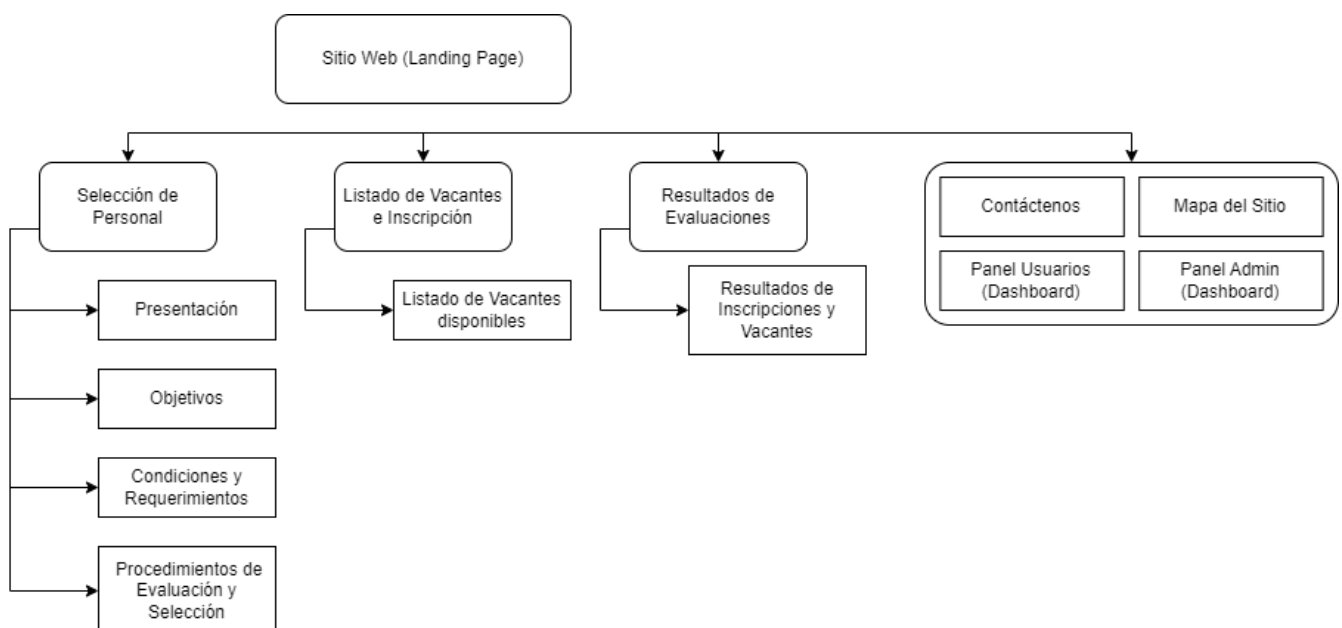 Sitio Web (Landing Page)
Selección de
Personal
Listado de Vacantes
e Inscripción
Resultados de
Evaluaciones
Contáctenos
Mapa del Sitio
Panel Usuarios
(Dashboard)
Panel Admin
(Dashboard)
Presentación
Listado de Vacantes
disponibles
Resultados de
Inscripciones y
Vacantes
Objetivos
Condiciones y
Requerimientos
Procedimientos de
Evaluación y
Selección